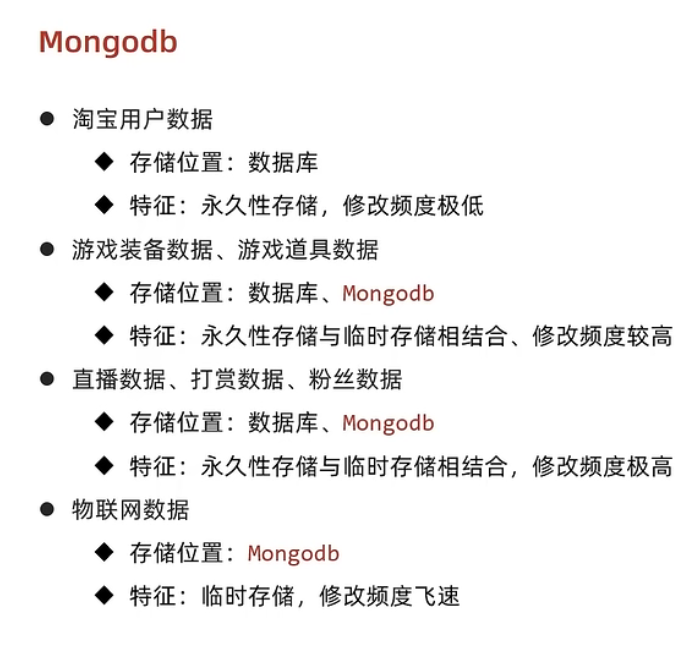 Mongodb
● 淘宝用户数据
◆ 存储位置：数据库
◆ 特征：永久性存储，修改频度极低
● 游戏装备数据、游戏道具数据
◆ 存储位置：数据库、Mongodb
◆ 特征：永久性存储与临时存储相结合、修改频度较高
● 直播数据、打赏数据、粉丝数据
◆ 存储位置：数据库、Mongodb
◆ 特征：永久性存储与临时存储相结合，修改频度极高
● 物联网数据
◆ 存储位置：Mongodb
◆ 特征：临时存储，修改频度飞速